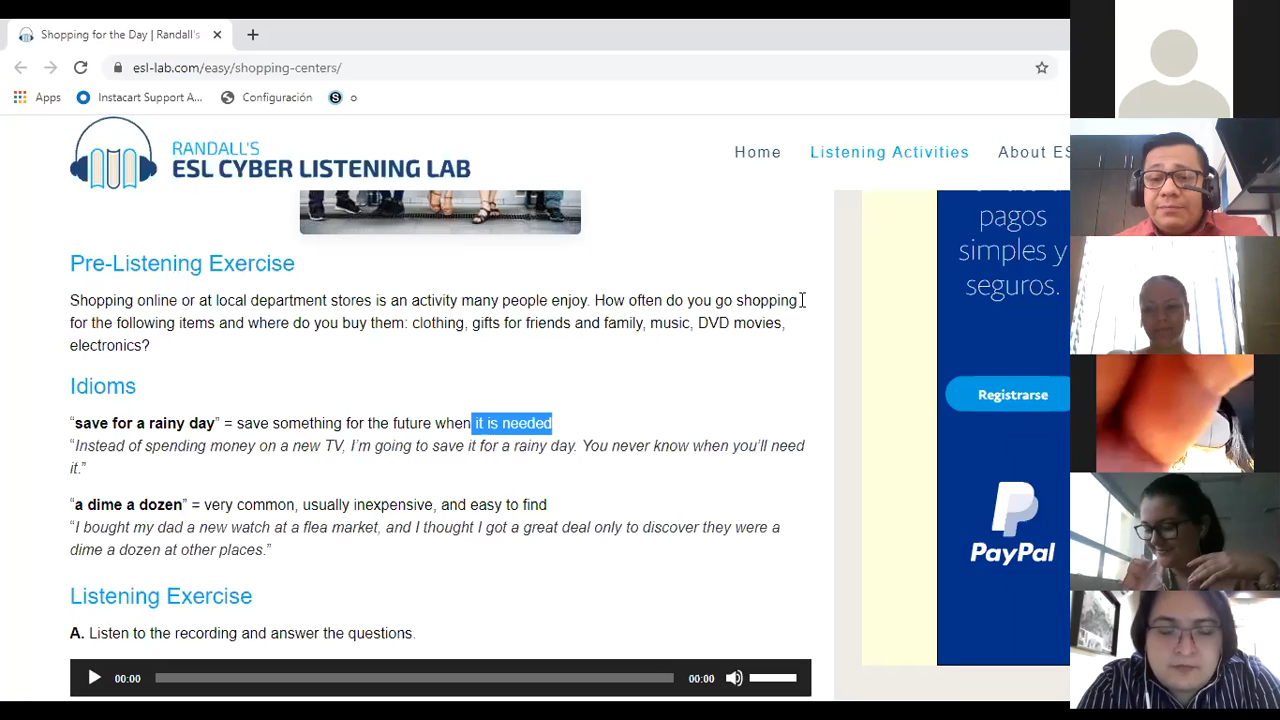 Shopping for the Day | Randall's
esl-lab.com/easy/shopping-centers/
Apps
Instacart Support A...
Configuración
o
RANDALL'S
ESL CYBER LISTENING LAB
Home
Listening Activities
About ES
Pre-Listening Exercise
Shopping online or at local department stores is an activity many people enjoy. How often do you go shopping
for the following items and where do you buy them: clothing, gifts for friends and family, music, DVD movies,
electronics?
Idioms
“save for a rainy day” = save something for the future when it is needed
“Instead of spending money on a new TV, I’m going to save it for a rainy day. You never know when you’ll need
it.”
“a dime a dozen” = very common, usually inexpensive, and easy to find
“I bought my dad a new watch at a flea market, and I thought I got a great deal only to discover they were a
dime a dozen at other places.”
Listening Exercise
A. Listen to the recording and answer the questions.
00:00
00:00
pagos
simples y
seguros.
Registrarse
PayPal